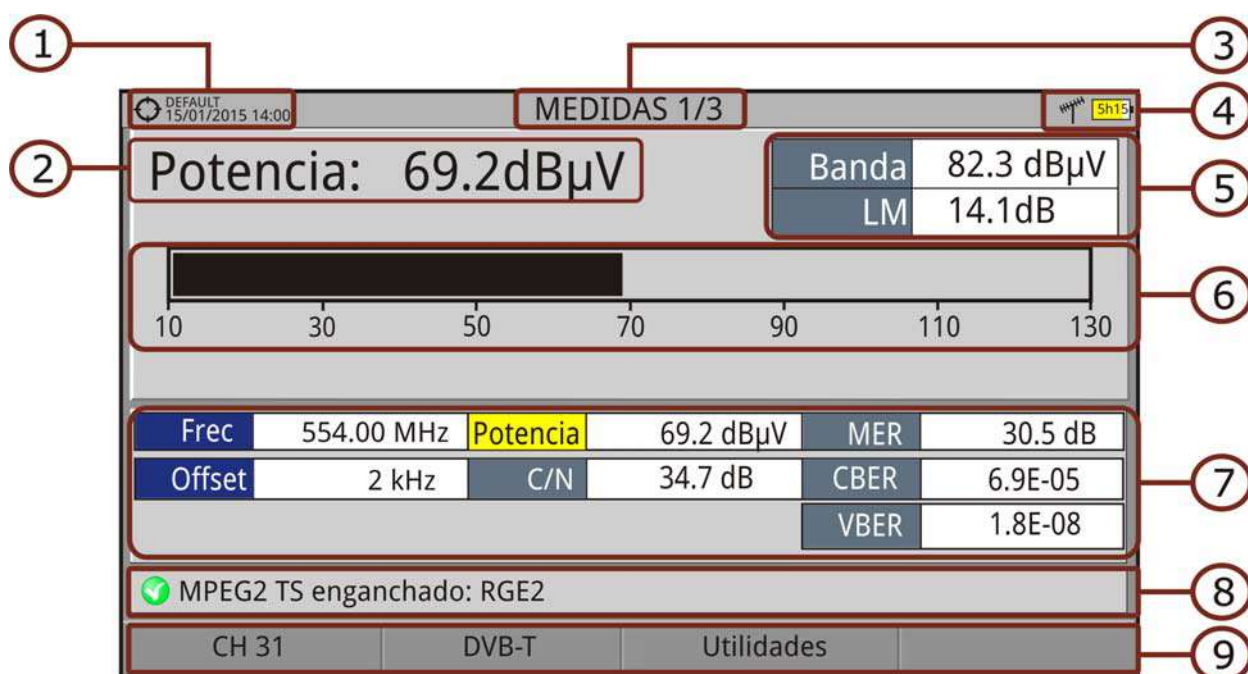 1
3
DEFAULT
15/01/2015 14:00
MEDIDAS 1/3
5h15
4
2
Potencia: 69.2dBµV
Banda 82.3 dBµV
LM 14.1dB
5
6
10 30 50 70 90 110 130
Frec 554.00 MHz Potencia 69.2 dBµV MER 30.5 dB
Offset 2 kHz C/N 34.7 dB CBER 6.9E-05
VBER 1.8E-08
7
MPEG2 TS enganchado: RGE2
8
CH 31 DVB-T Utilidades
9